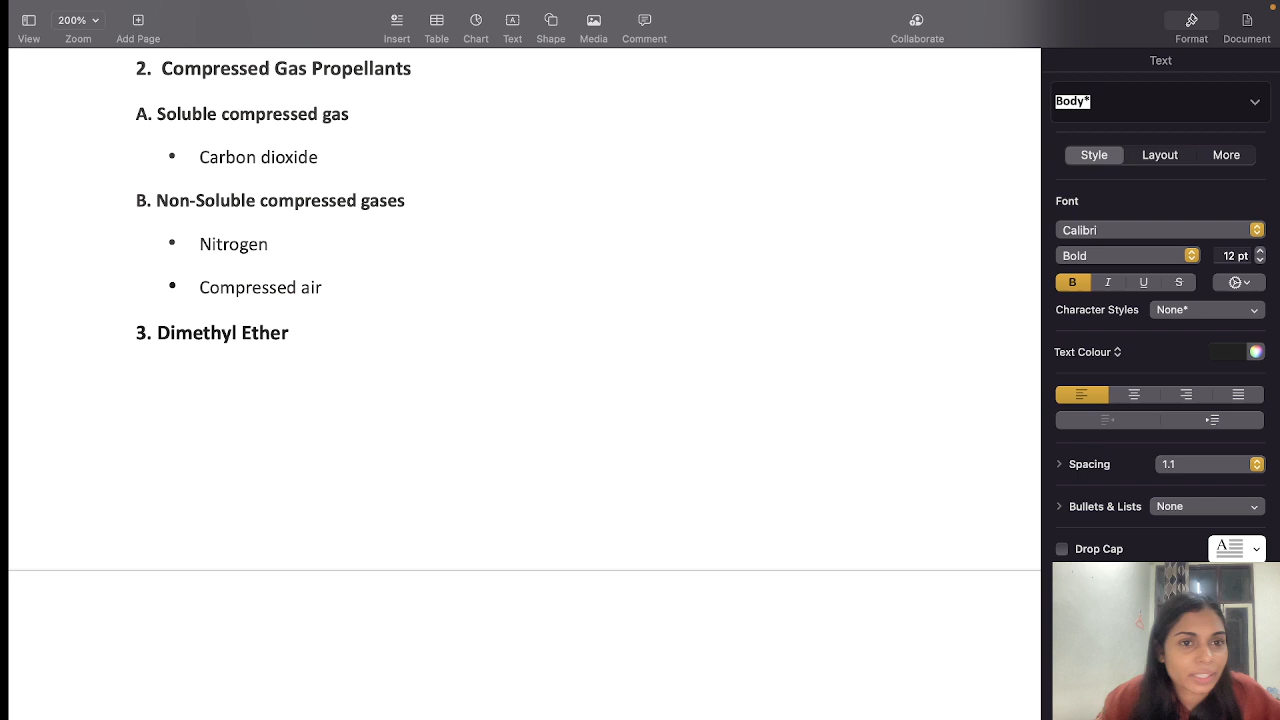 200%
View
Zoom
Add Page
Insert
Table
Chart
Text
Shape
Media
Comment
Collaborate
Format
Document
2. Compressed Gas Propellants
A. Soluble compressed gas
• Carbon dioxide
B. Non-Soluble compressed gases
• Nitrogen
• Compressed air
3. Dimethyl Ether
Text
Body*
Style
Layout
More
Font
Calibri
Bold
12 pt
B I U S
Character Styles
None*
Text Colour
Spacing
1.1
Bullets & Lists
None
Drop Cap
A